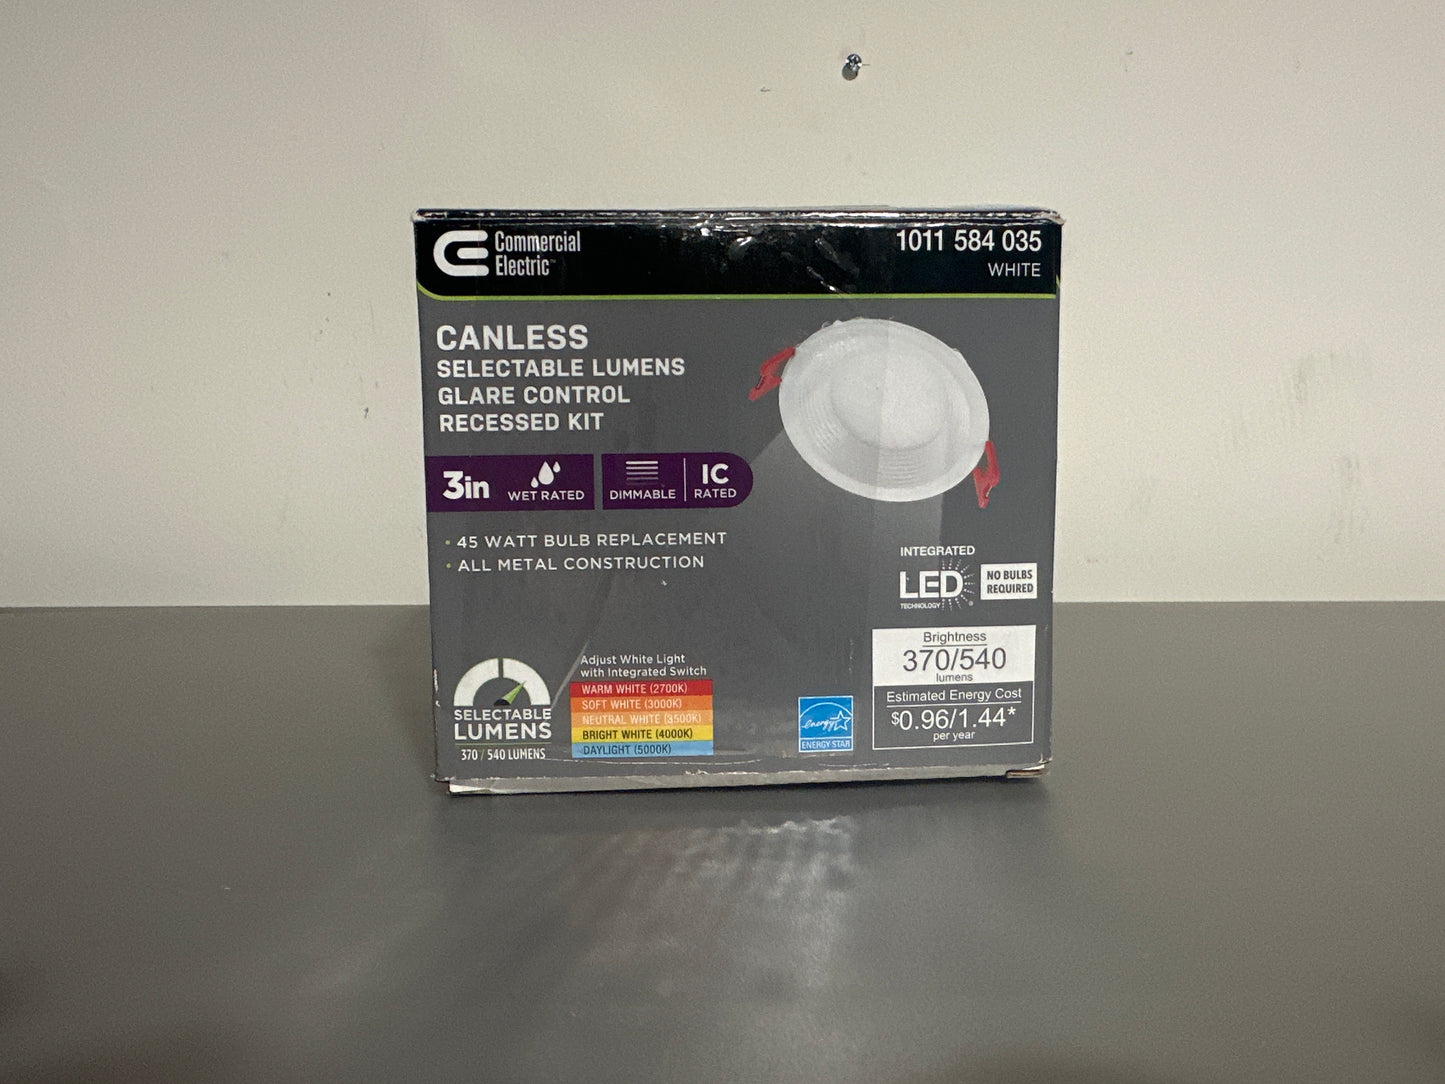 Commercial
Electric™
1011 584 035
WHITE
CANLESS
SELECTABLE LUMENS
GLARE CONTROL
RECESSED KIT
3in
WET RATED
DIMMABLE
IC
RATED
• 45 WATT BULB REPLACEMENT
• ALL METAL CONSTRUCTION
INTEGRATED
LED
TECHNOLOGY
NO BULBS
REQUIRED
SELECTABLE
LUMENS
370 / 540 LUMENS
Adjust White Light
with Integrated Switch
WARM WHITE (2700K)
SOFT WHITE (3000K)
NEUTRAL WHITE (3500K)
BRIGHT WHITE (4000K)
DAYLIGHT (5000K)
energy
ENERGY STAR
Brightness
370/540
lumens
Estimated Energy Cost
$0.96/1.44*
per year